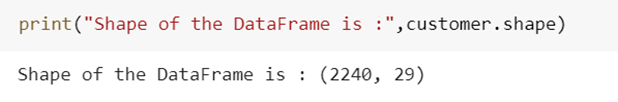 print("Shape of the DataFrame is :",customer.shape)
Shape of the DataFrame is : (2240, 29)